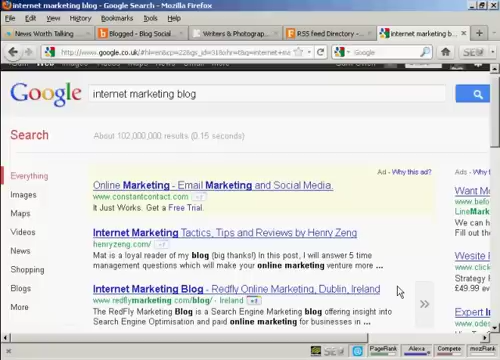 internet marketing blog - Google Search - Mozilla Firefox
File Edit View History Bookmarks Tools Help
News Worth Talking
Blogged - Blog Social
Writers & Photograph
RSS feed Directory -
internet marketing b...
http://www.google.co.uk/
Google
Google
internet marketing blog
Search
About 102,000,000 results (0.15 seconds)
Everything
Images
Maps
Videos
News
Shopping
Blogs
More
Ad - Why this ad?
Online Marketing - Email Marketing and Social Media.
www.constantcontact.com
It Just Works. Get a Free Trial.
Internet Marketing Tactics, Tips and Reviews by Henry Zeng
henryzeng.com/
Mat is a loyal reader of my blog (big thanks!) In this post, I will answer 5 time
management questions which will make your online marketing venture more ...
Internet Marketing Blog - Redfly Online Marketing, Dublin, Ireland
www.redflymarketing.com/blog/ - Ireland
The RedFly Marketing Blog is a Search Engine Marketing blog offering insight into
Search Engine Optimisation and paid online marketing for businesses in ...
Ads - Why
Want Mo
www.befo
LineMark
We have
Fill out the
Wesite
www.click
Strategy
£49.99 e
Internet
PageRank
Alexa
Compete
mozRank